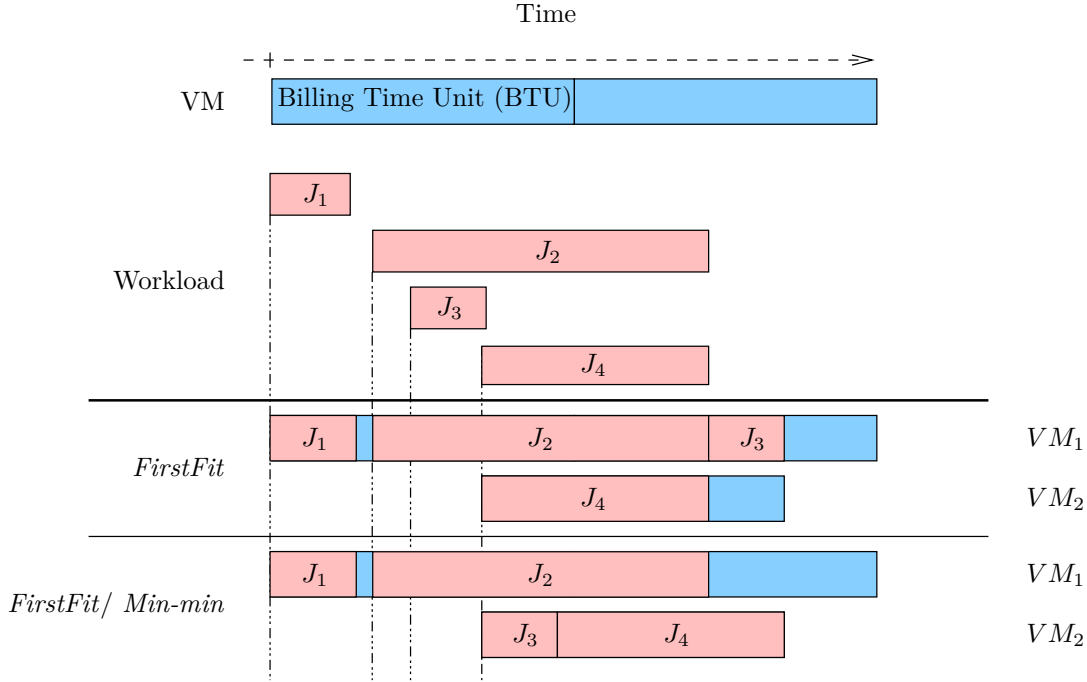 Time
VM
Billing Time Unit (BTU)
J1
J2
Workload
J3
J4
J1
J2
J3
VM1
FirstFit
J4
VM2
J1
J2
VM1
FirstFit/ Min-min
J3
J4
VM2